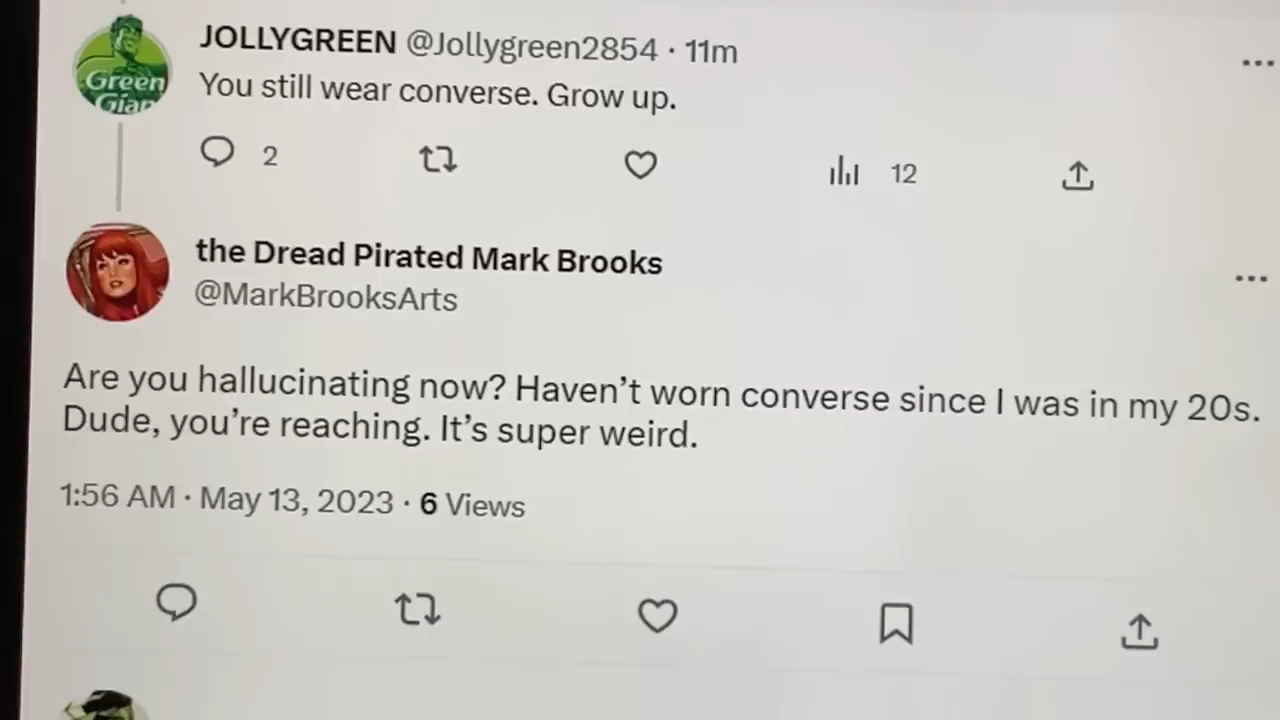 JOLLYGREEN @Jollygreen2854 · 11m
Green
Gian
You still wear converse. Grow up.
2
12
the Dread Pirated Mark Brooks
@MarkBrooksArts
Are you hallucinating now? Haven’t worn converse since I was in my 20s.
Dude, you’re reaching. It’s super weird.
1:56 AM · May 13, 2023 · 6 Views